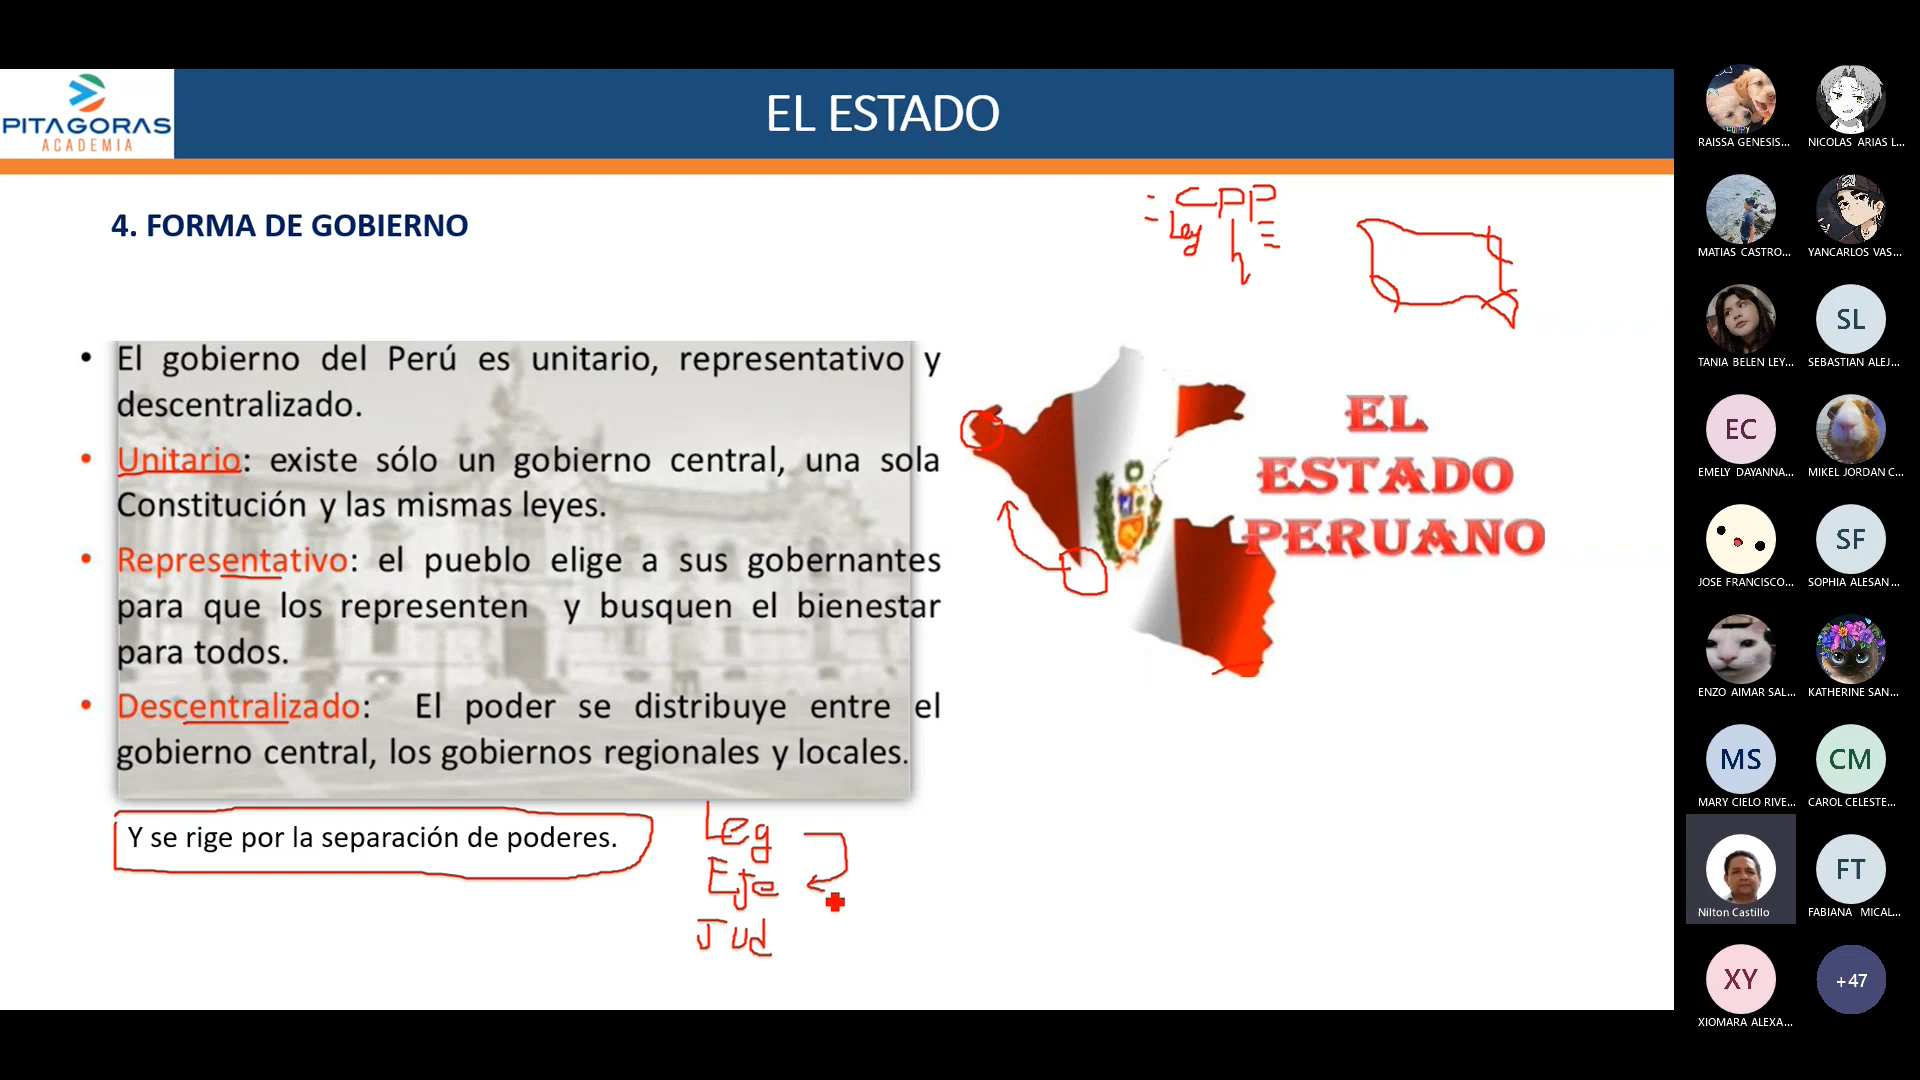 PITAGORAS
ACADEMIA
EL ESTADO
4. FORMA DE GOBIERNO
CPP
Ley
• El gobierno del Perú es unitario, representativo y
descentralizado.
• Unitario: existe sólo un gobierno central, una sola
Constitución y las mismas leyes.
• Representativo: el pueblo elige a sus gobernantes
para que los representen y busquen el bienestar
para todos.
• Descentralizado: El poder se distribuye entre el
gobierno central, los gobiernos regionales y locales.
Y se rige por la separación de poderes.
Leg
Eje
Jud
EL
ESTADO
PERUANO
RAISSA GENESIS...
NICOLAS ARIAS L...
MATIAS CASTRO...
YANCARLOS VAS...
TANIA BELEN LEY...
SL
SEBASTIAN ALEJ...
EC
EMELY DAYANNA...
MIKEL JORDAN C...
JOSE FRANCISCO...
SF
SOPHIA ALESAN...
ENZO AIMAR SAL...
KATHERINE SAN...
MS
MARY CIELO RIVE...
CM
CAROL CELESTE...
Nilton Castillo
FT
FABIANA MICAL...
XY
XIOMARA ALEXA...
+47